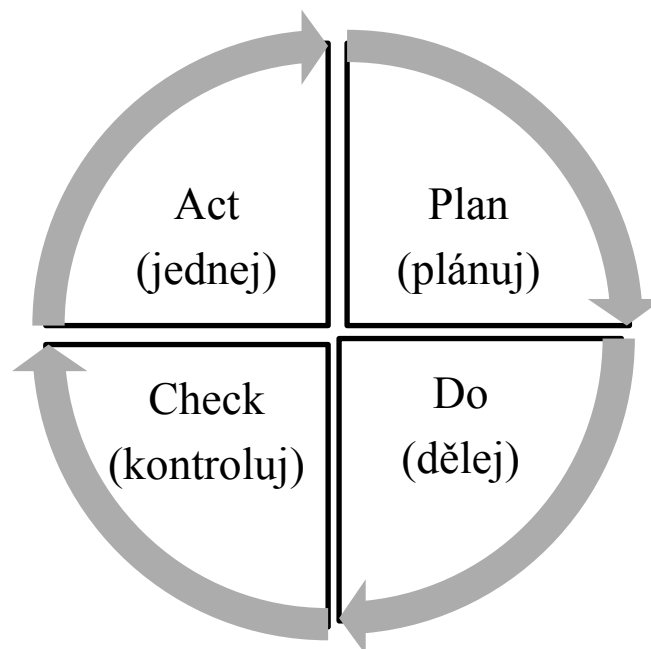 Act
(jednej)
Plan
(plánuj)
Check
(kontroluj)
Do
(dělej)